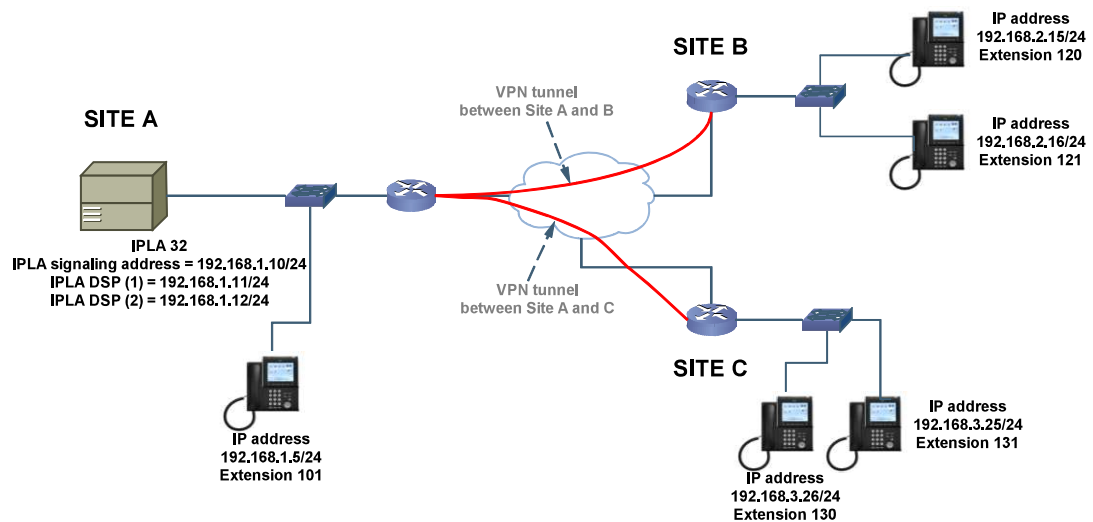 SITE A
IPLA 32
IPLA signaling address = 192.168.1.10/24
IPLA DSP (1) = 192.168.1.11/24
IPLA DSP (2) = 192.168.1.12/24
IP address
192.168.1.5/24
Extension 101
VPN tunnel
between Site A and B
VPN tunnel
between Site A and C
SITE B
IP address
192.168.2.15/24
Extension 120
IP address
192.168.2.16/24
Extension 121
SITE C
IP address
192.168.3.26/24
Extension 130
IP address
192.168.3.25/24
Extension 131